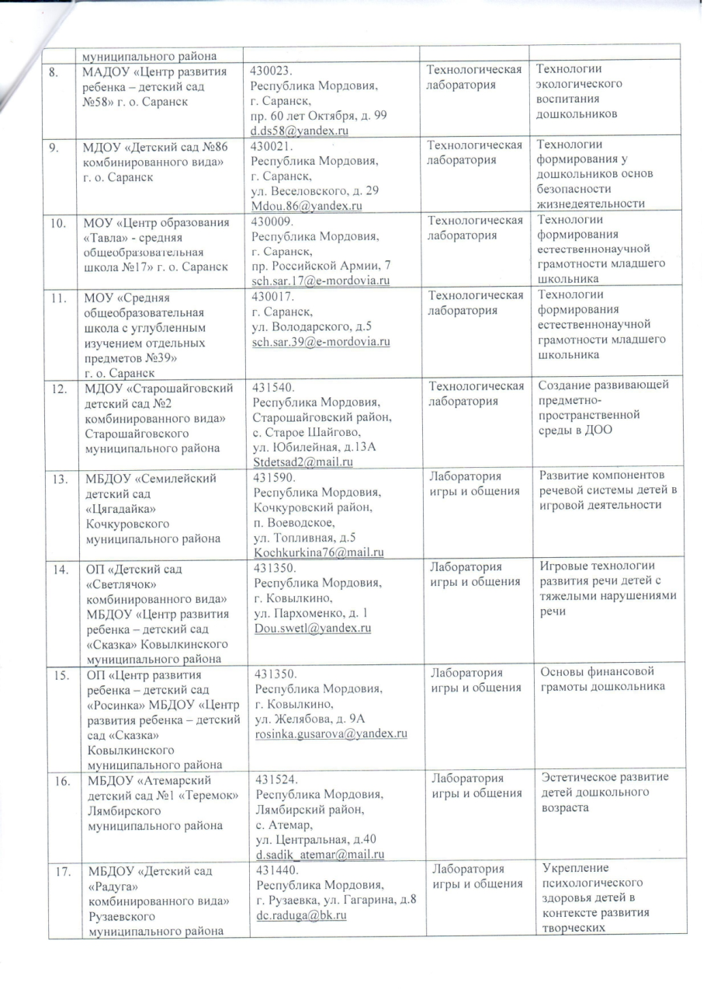 муниципального района
8.
МАДОУ «Центр развития
ребенка – детский сад
№58» г. о. Саранск
430023.
Республика Мордовия,
г. Саранск,
пр. 60 лет Октября, д. 99
d.ds58@yandex.ru
Технологическая
лаборатория
Технологии
экологического
воспитания
дошкольников
9.
МДОУ «Детский сад №86
комбинированного вида»
г. о. Саранск
430021.
Республика Мордовия,
г. Саранск,
ул. Веселовского, д. 29
Mdou.86@yandex.ru
Технологическая
лаборатория
Технологии
формирования у
дошкольников основ
безопасности
жизнедеятельности
10.
МОУ «Центр образования
«Тавла» - средняя
общеобразовательная
школа №17» г. о. Саранск
430009.
Республика Мордовия,
г. Саранск,
пр. Российской Армии, 7
sch.sar.17@e-mordovia.ru
Технологическая
лаборатория
Технологии
формирования
естественнонаучной
грамотности младшего
школьника
11.
МОУ «Средняя
общеобразовательная
школа с углубленным
изучением отдельных
предметов №39»
г. о. Саранск
430017.
г. Саранск,
ул. Володарского, д.5
sch.sar.39@e-mordovia.ru
Технологическая
лаборатория
Технологии
формирования
естественнонаучной
грамотности младшего
школьника
12.
МДОУ «Старошайговский
детский сад №2
комбинированного вида»
Старошайговского
муниципального района
431540.
Республика Мордовия,
Старошайговский район,
с. Старое Шайгово,
ул. Юбилейная, д.13А
Stdetsad2@mail.ru
Технологическая
лаборатория
Создание развивающей
предметно-
пространственной
среды в ДОО
13.
МБДОУ «Семилейский
детский сад
«Цягадайка»
Кочкуровского
муниципального района
431590.
Республика Мордовия,
Кочкуровский район,
п. Воеводское,
ул. Топливная, д.5
Kochkurkina76@mail.ru
Лаборатория
игры и общения
Развитие компонентов
речевой системы детей в
игровой деятельности
14.
ОП «Детский сад
«Светлячок»
комбинированного вида»
МБДОУ «Центр развития
ребенка – детский сад
«Сказка» Ковылкинского
муниципального района
431350.
Республика Мордовия,
г. Ковылкино,
ул. Пархоменко, д. 1
Dou.swetl@yandex.ru
Лаборатория
игры и общения
Игровые технологии
развития речи детей с
тяжелыми нарушениями
речи
15.
ОП «Центр развития
ребенка – детский сад
«Росинка» МБДОУ «Центр
развития ребенка – детский
сад «Сказка»
Ковылкинского
муниципального района
431350.
Республика Мордовия,
г. Ковылкино,
ул. Желябова, д. 9А
rosinka.gusarova@yandex.ru
Лаборатория
игры и общения
Основы финансовой
грамоты дошкольника
16.
МБДОУ «Атемарский
детский сад №1 «Теремок»
Лямбирского
муниципального района
431524.
Республика Мордовия,
Лямбирский район,
с. Атемар,
ул. Центральная, д.40
d.sadik_atemar@mail.ru
Лаборатория
игры и общения
Эстетическое развитие
детей дошкольного
возраста
17.
МБДОУ «Детский сад
«Радуга»
комбинированного вида»
Рузаевского
муниципального района
431440.
Республика Мордовия,
г. Рузаевка, ул. Гагарина, д.8
dc.raduga@bk.ru
Лаборатория
игры и общения
Укрепление
психологического
здоровья детей в
контексте развития
творческих